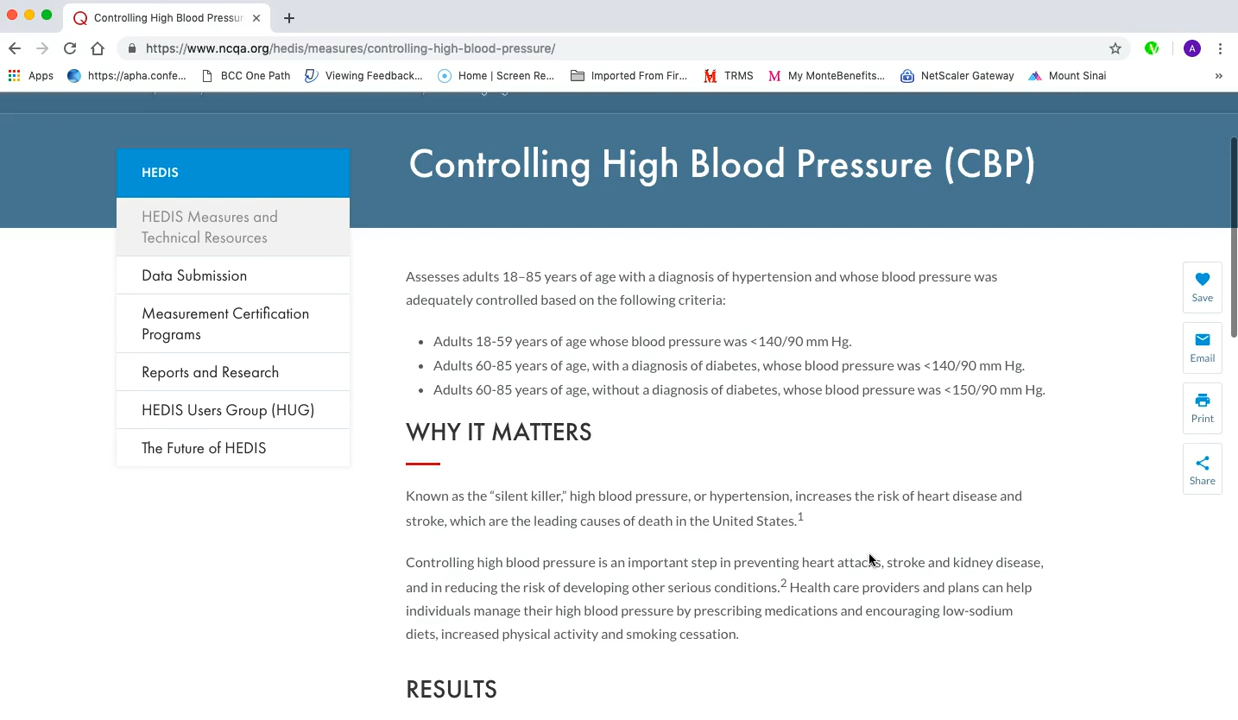 Controlling High Blood Pressur
https://www.ncqa.org/hedis/measures/controlling-high-blood-pressure/
A
Apps
https://apha.confe...
BCC One Path
Viewing Feedback...
Home | Screen Re...
Imported From Fir...
TRMS
M My MonteBenefits...
NetScaler Gateway
Mount Sinai
»
Controlling High Blood Pressure (CBP)
HEDIS
HEDIS Measures and
Technical Resources
Data Submission
Measurement Certification
Programs
Reports and Research
HEDIS Users Group (HUG)
The Future of HEDIS
Assesses adults 18–85 years of age with a diagnosis of hypertension and whose blood pressure was
adequately controlled based on the following criteria:
• Adults 18-59 years of age whose blood pressure was <140/90 mm Hg.
• Adults 60-85 years of age, with a diagnosis of diabetes, whose blood pressure was <140/90 mm Hg.
• Adults 60-85 years of age, without a diagnosis of diabetes, whose blood pressure was <150/90 mm Hg.
WHY IT MATTERS
Known as the “silent killer,” high blood pressure, or hypertension, increases the risk of heart disease and
stroke, which are the leading causes of death in the United States.1
Controlling high blood pressure is an important step in preventing heart attacks, stroke and kidney disease,
and in reducing the risk of developing other serious conditions.2 Health care providers and plans can help
individuals manage their high blood pressure by prescribing medications and encouraging low-sodium
diets, increased physical activity and smoking cessation.
RESULTS
Save
Email
Print
Share